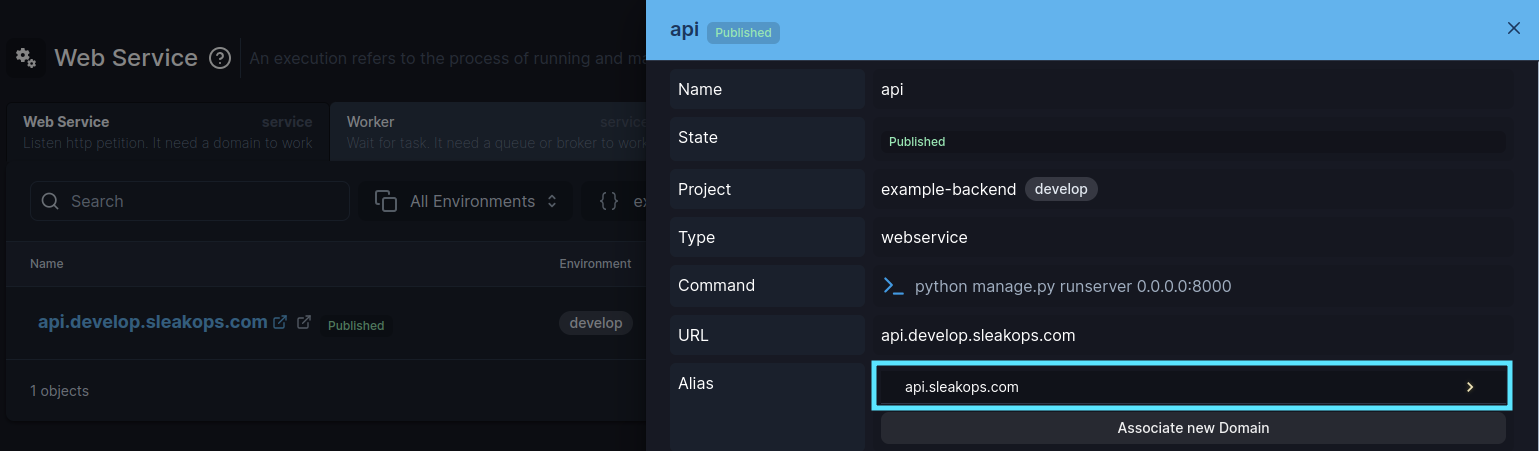 Web Service
An execution refers to the process of running and
Web Service service
Listen http petition. It need a domain to work
Worker service
Wait for task. It need a queue or broker to work
Search
All Environments
Name Environment
api.develop.sleakops.com Published develop
1 objects
api Published
Name api
State Published
Project example-backend develop
Type webservice
Command python manage.py runserver 0.0.0.0:8000
URL api.develop.sleakops.com
Alias api.sleakops.com
Associate new Domain